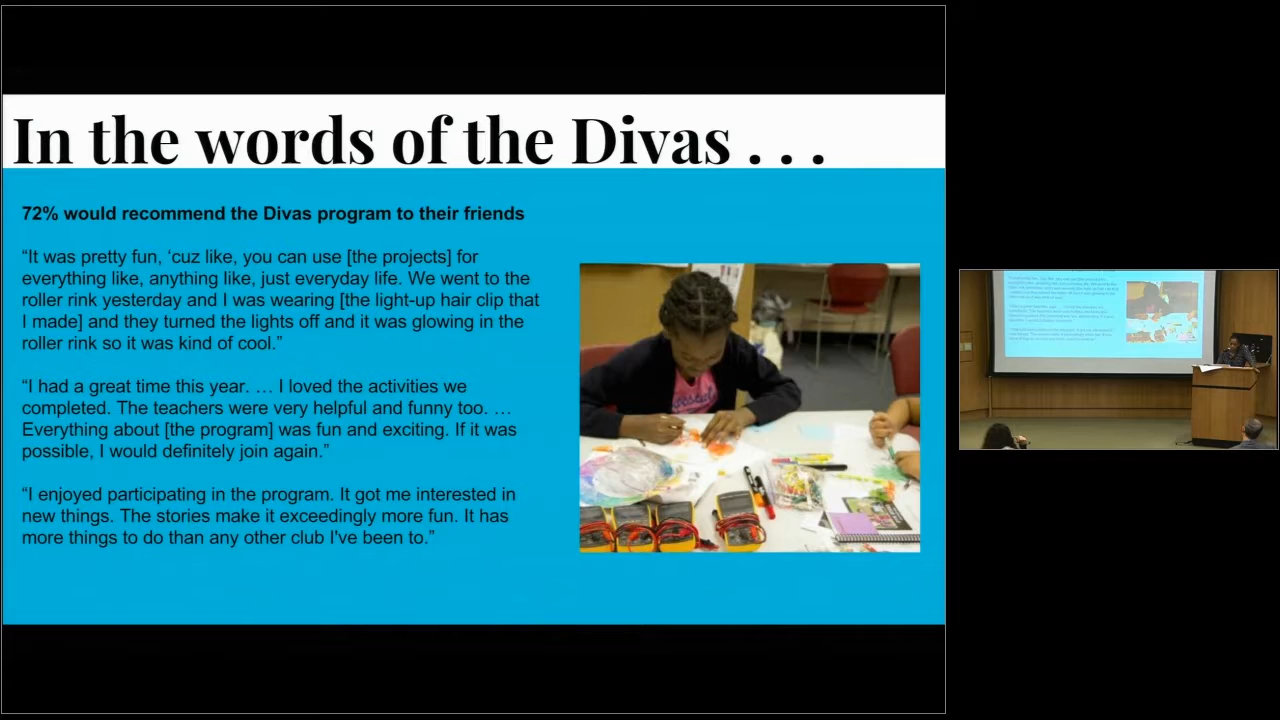 In the words of the Divas . . .
72% would recommend the Divas program to their friends
“It was pretty fun, ‘cuz like, you can use [the projects] for
everything like, anything like, just everyday life. We went to the
roller rink yesterday and I was wearing [the light-up hair clip that
I made] and they turned the lights off and it was glowing in the
roller rink so it was kind of cool.”
“I had a great time this year. … I loved the activities we
completed. The teachers were very helpful and funny too. …
Everything about [the program] was fun and exciting. If it was
possible, I would definitely join again.”
“I enjoyed participating in the program. It got me interested in
new things. The stories make it exceedingly more fun. It has
more things to do than any other club I've been to.”